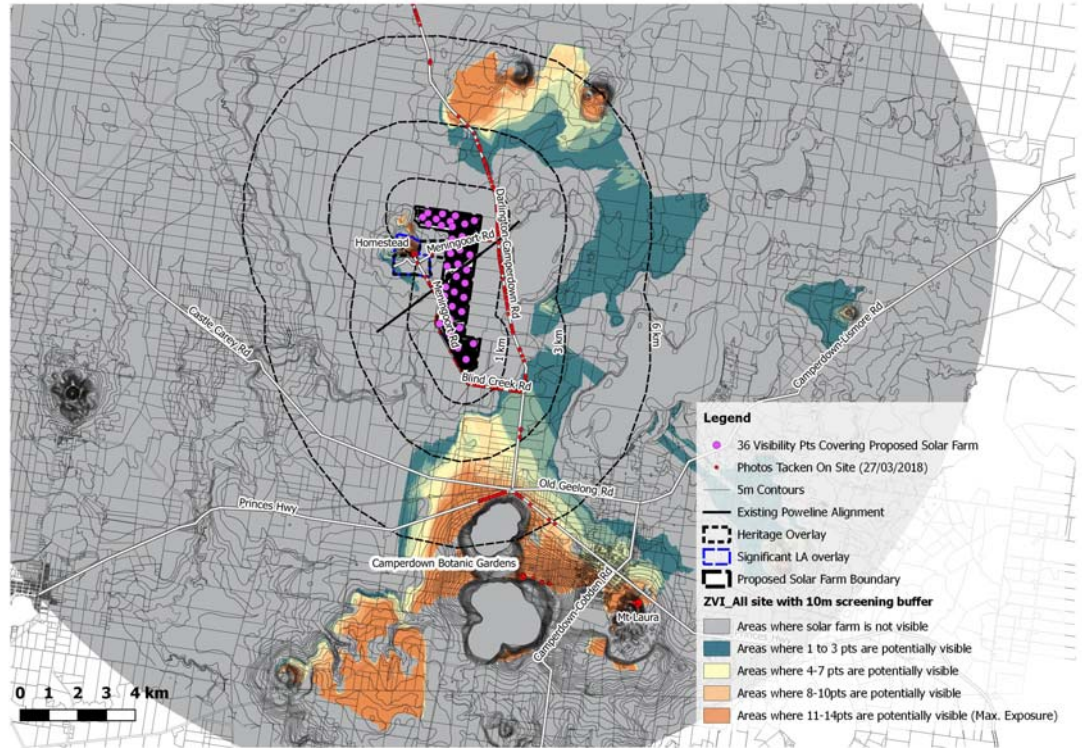 Darlington-Camperdown Rd
Homestead
Meningoort Rd
Meningoort Rd
Castle Carey Rd
1 km
3 km
6 km
Camperdown-Lismore Rd
Blind Creek Rd
Princes Hwy
Old Geelong Rd
Camperdown Botanic Gardens
Camperdown-Cobden Rd
Mt Laura
Princes Hwy
0 1 2 3 4 km
Legend
36 Visibility Pts Covering Proposed Solar Farm
Photos Tacken On Site (27/03/2018)
5m Contours
Existing Poweline Alignment
Heritage Overlay
Significant LA overlay
Proposed Solar Farm Boundary
ZVI_All site with 10m screening buffer
Areas where solar farm is not visible
Areas where 1 to 3 pts are potentially visible
Areas where 4-7 pts are potentially visible
Areas where 8-10pts are potentially visible
Areas where 11-14pts are potentially visible (Max. Exposure)